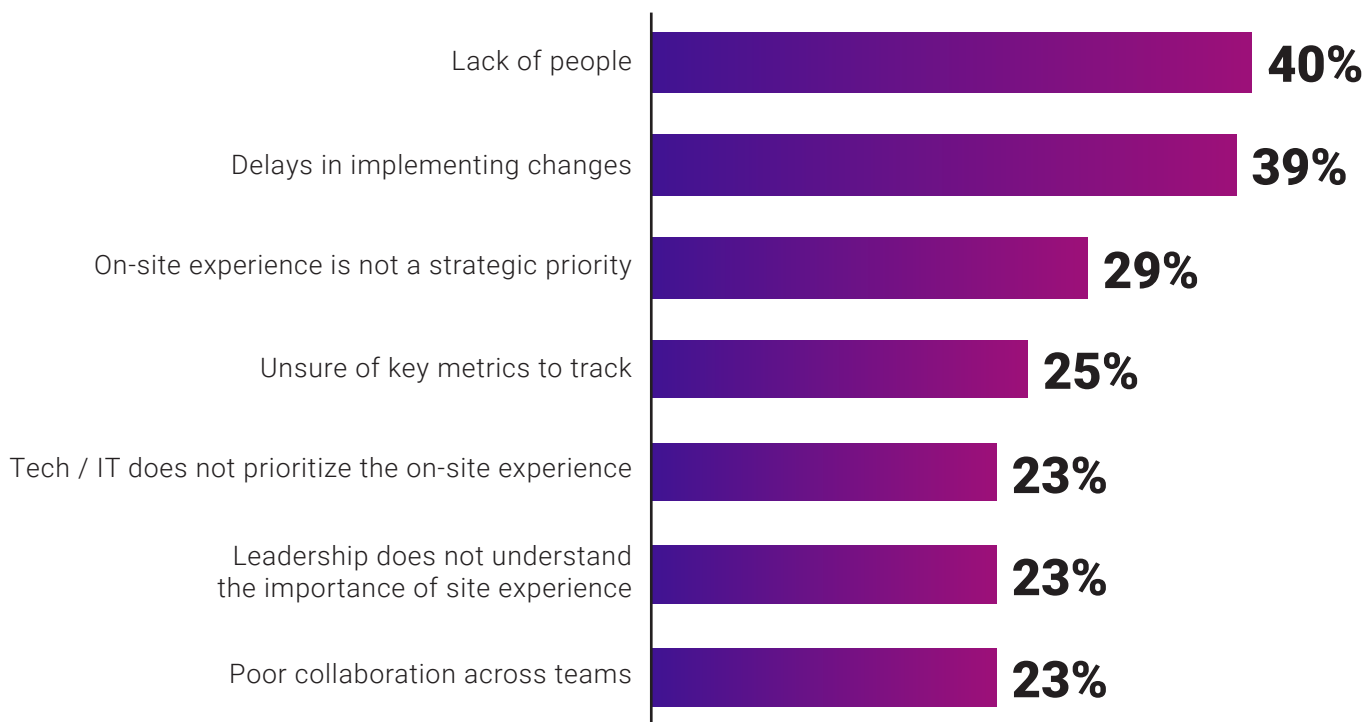 Lack of people
40%
Delays in implementing changes
39%
On-site experience is not a strategic priority
29%
Unsure of key metrics to track
25%
Tech / IT does not prioritize the on-site experience
23%
Leadership does not understand
the importance of site experience
23%
Poor collaboration across teams
23%